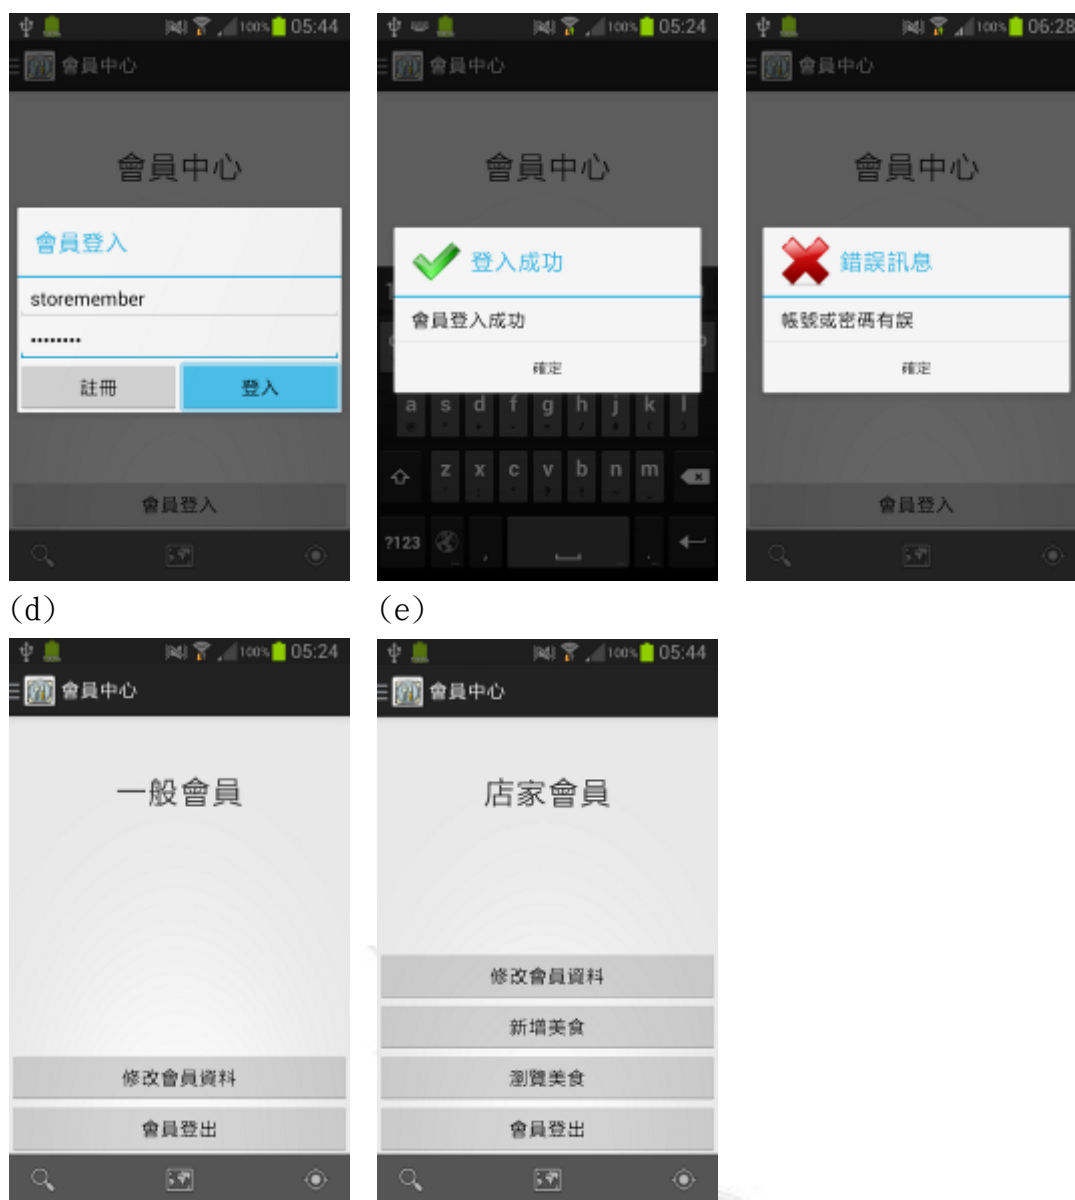 100% 05:44
會員中心
會員中心
會員登入
storemember
••••••••
註冊
登入
會員登入
100% 05:24
會員中心
會員中心
登入成功
會員登入成功
確定
a s d f g h j k l
z x c v b n m
?123 , .
100% 06:28
會員中心
會員中心
錯誤訊息
帳號或密碼有誤
確定
會員登入
(d)
100% 05:24
會員中心
一般會員
修改會員資料
會員登出
(e)
100% 05:44
會員中心
店家會員
修改會員資料
新增美食
瀏覽美食
會員登出